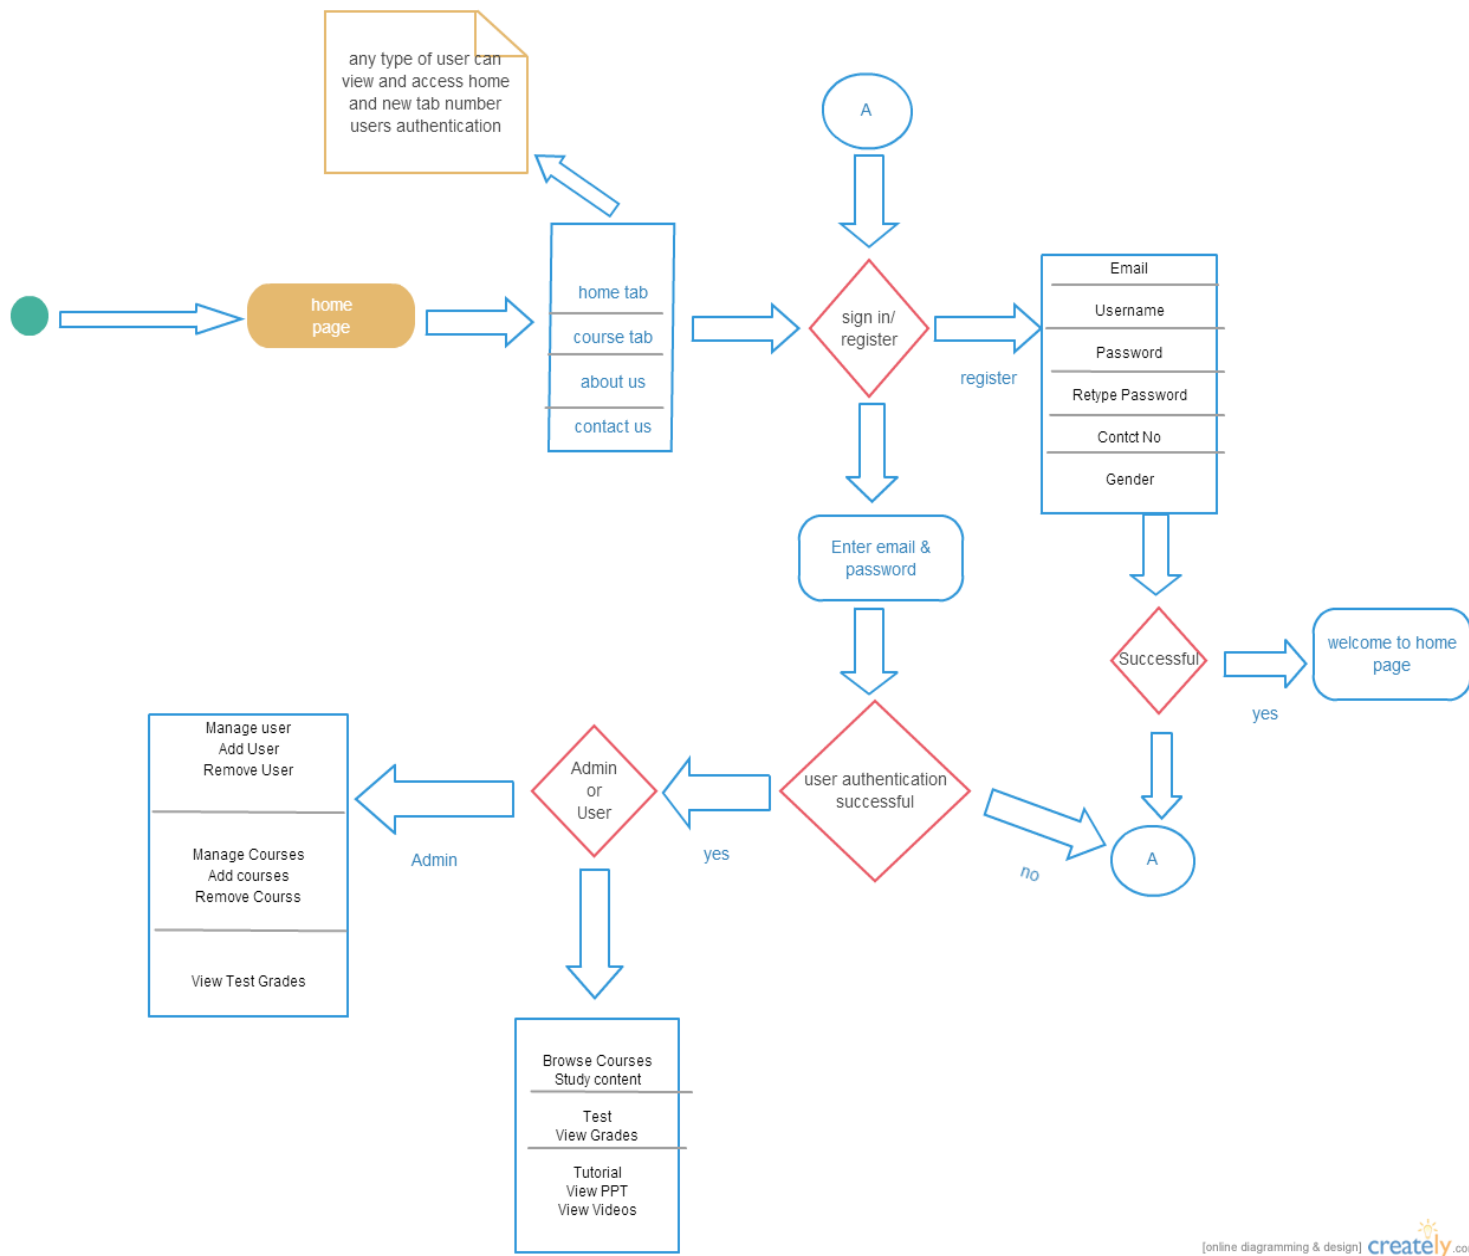 any type of user can
view and access home
and new tab number
users authentication
A
home
page
home tab
course tab
about us
contact us
sign in/
register
register
Email
Username
Password
Retype Password
Contct No
Gender
Enter email &
password
Successful
yes
welcome to home
page
user authentication
successful
no
A
yes
Admin
or
User
Admin
Manage user
Add User
Remove User
Manage Courses
Add courses
Remove Courss
View Test Grades
Browse Courses
Study content
Test
View Grades
Tutorial
View PPT
View Videos
[online diagramming & design] creately.com